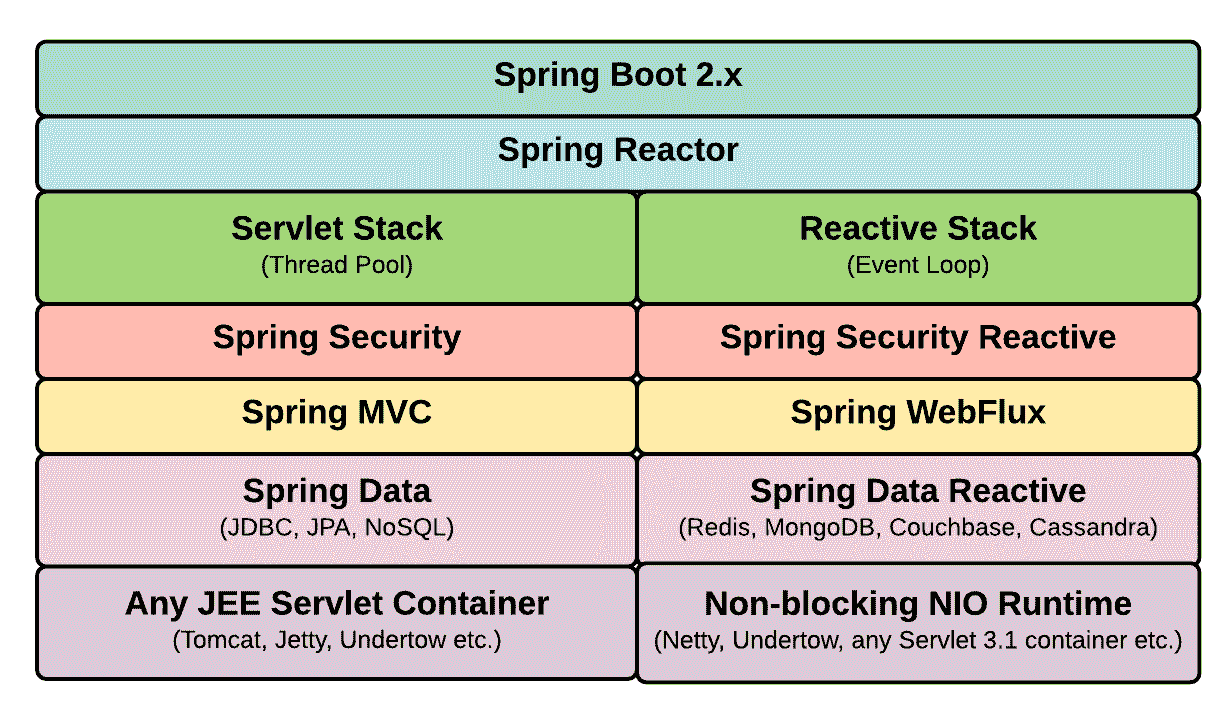 Spring Boot 2.x
Spring Reactor
Servlet Stack
(Thread Pool)
Reactive Stack
(Event Loop)
Spring Security
Spring Security Reactive
Spring MVC
Spring WebFlux
Spring Data
(JDBC, JPA, NoSQL)
Spring Data Reactive
(Redis, MongoDB, Couchbase, Cassandra)
Any JEE Servlet Container
(Tomcat, Jetty, Undertow etc.)
Non-blocking NIO Runtime
(Netty, Undertow, any Servlet 3.1 container etc.)